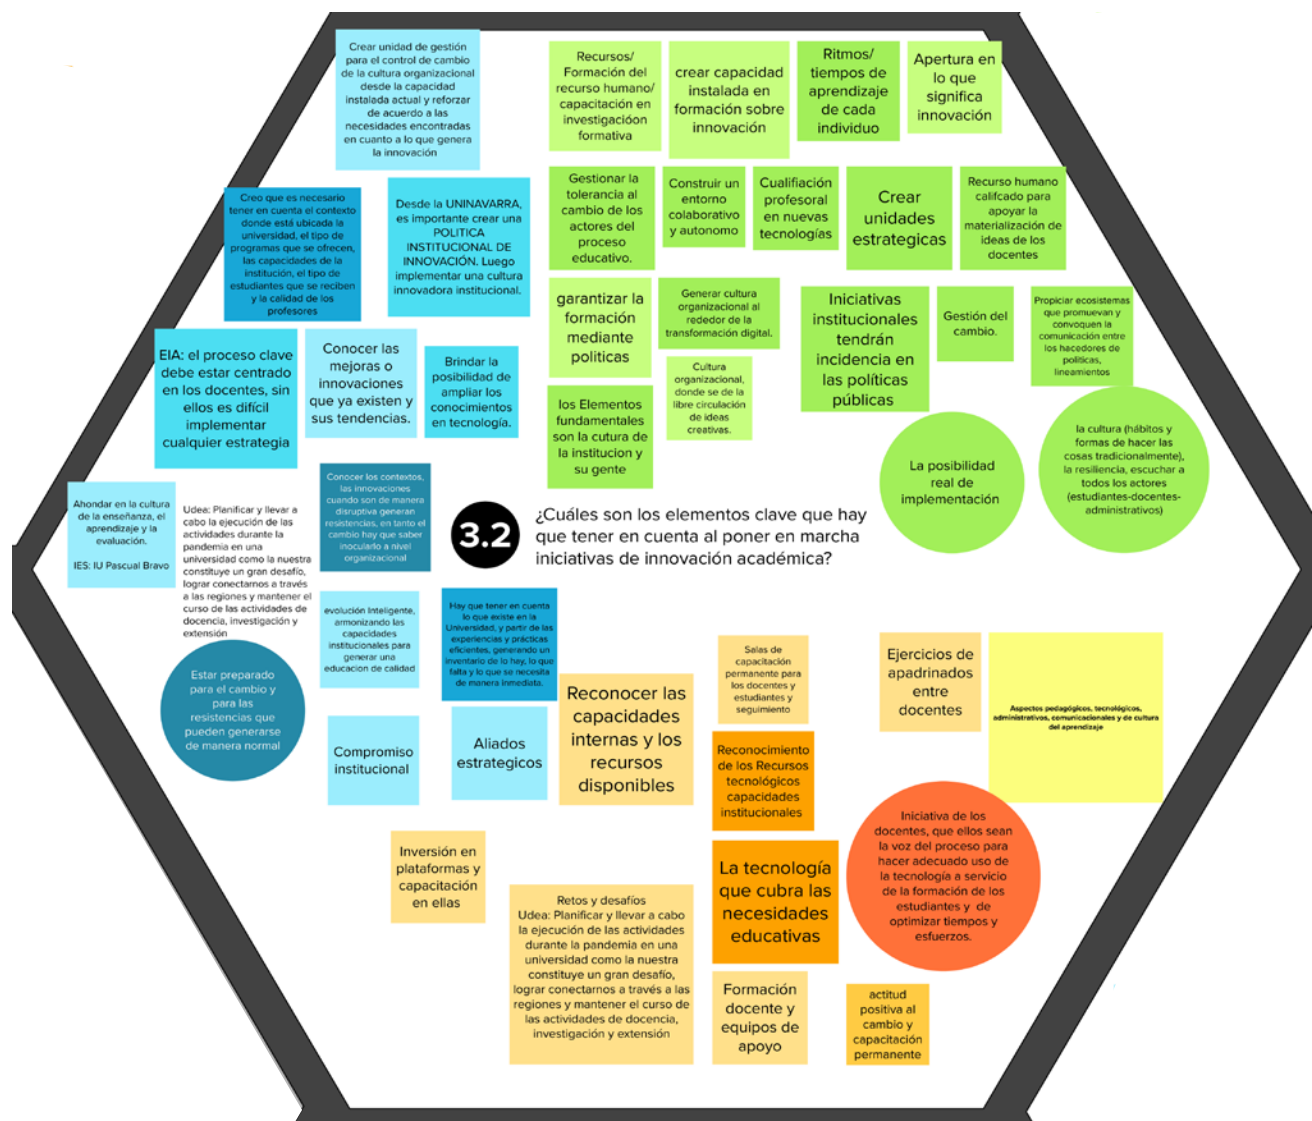 Crear unidad de gestión
para el control de cambio
de la cultura organizacional
desde la capacidad
instalada actual y reforzar
de acuerdo a las
necesidades encontradas
en cuanto a lo que genera
la innovación
Recursos/
Formación del
recurso humano/
capacitación en
investigacióon
formativa
crear capacidad
instalada en
formación sobre
innovación
Ritmos/
tiempos de
aprendizaje
de cada
individuo
Apertura en
lo que
significa
innovación
Creo que es necesario
tener en cuenta el contexto
donde está ubicada la
universidad, el tipo de
programas que se ofrecen,
las capacidades de la
institución, el tipo de
estudiantes que se reciben
y la calidad de los
profesores
Desde la UNINAVARRA,
es importante crear una
POLITICA
INSTITUCIONAL DE
INNOVACIÓN. Luego
implementar una cultura
innovadora institucional.
Gestionar la
tolerancia al
cambio de los
actores del
proceso
educativo.
Construir un
entorno
colaborativo
y autonomo
Cualifiación
profesoral
en nuevas
tecnologías
Crear
unidades
estrategicas
Recurso humano
califcado para
apoyar la
materialización de
ideas de los
docentes
garantizar la
formación
mediante
politicas
Generar cultura
organizacional al
rededor de la
transformación digital.
Iniciativas
institucionales
tendrán
incidencia en
las políticas
públicas
Gestión del
cambio.
Propiciar ecosistemas
que promuevan y
convoquen la
comunicación entre
los hacedores de
políticas,
lineamientos
EIA: el proceso clave
debe estar centrado
en los docentes, sin
ellos es difícil
implementar
cualquier estrategia
Conocer las
mejoras o
innovaciones
que ya existen y
sus tendencias.
Brindar la
posibilidad de
ampliar los
conocimientos
en tecnología.
Cultura
organizacional,
donde se de la
libre circulación
de ideas
creativas.
los Elementos
fundamentales
son la cutura de
la institucion y
su gente
La posibilidad
real de
implementación
la cultura (hábitos y
formas de hacer las
cosas tradicionalmente),
la resiliencia, escuchar a
todos los actores
(estudiantes-docentes-
administrativos)
Ahondar en la cultura
de la enseñanza, el
aprendizaje y la
evaluación.
IES: IU Pascual Bravo
Udea: Planificar y llevar a
cabo la ejecución de las
actividades durante la
pandemia en una
universidad como la nuestra
constituye un gran desafío,
lograr conectarnos a través
a las regiones y mantener el
curso de las actividades de
docencia, investigación y
extensión
Conocer los contextos,
las innovaciones
cuando son de manera
disruptiva generan
resistencias, en tanto el
cambio hay que saber
inocularlo a nivel
organizacional
3.2
¿Cuáles son los elementos clave que hay
que tener en cuenta al poner en marcha
iniciativas de innovación académica?
evolución Inteligente,
armonizando las
capacidades
institucionales para
generar una
educacion de calidad
Hay que tener en cuenta
lo que existe en la
Universidad, y partir de las
experiencias y prácticas
eficientes, generando un
inventario de lo hay, lo que
falta y lo que se necesita
de manera inmediata.
Estar preparado
para el cambio y
para las
resistencias que
pueden generarse
de manera normal
Compromiso
institucional
Aliados
estrategicos
Reconocer las
capacidades
internas y los
recursos
disponibles
Salas de
capacitación
permanente para
los docentes y
estudiantes y
seguimiento
Ejercicios de
apadrinados
entre
docentes
Aspectos pedagógicos, tecnológicos,
administrativos, comunicacionales y de cultura
del aprendizaje
Reconocimiento
de los Recursos
tecnológicos
capacidades
institucionales
Iniciativa de los
docentes, que ellos sean
la voz del proceso para
hacer adecuado uso de
la tecnología a servicio
de la formación de los
estudiantes y de
optimizar tiempos y
esfuerzos.
Inversión en
plataformas y
capacitación
en ellas
La tecnología
que cubra las
necesidades
educativas
Retos y desafíos
Udea: Planificar y llevar a cabo
la ejecución de las actividades
durante la pandemia en una
universidad como la nuestra
constituye un gran desafío,
lograr conectarnos a través a las
regiones y mantener el curso de
las actividades de docencia,
investigación y extensión
Formación
docente y
equipos de
apoyo
actitud
positiva al
cambio y
capacitación
permanente